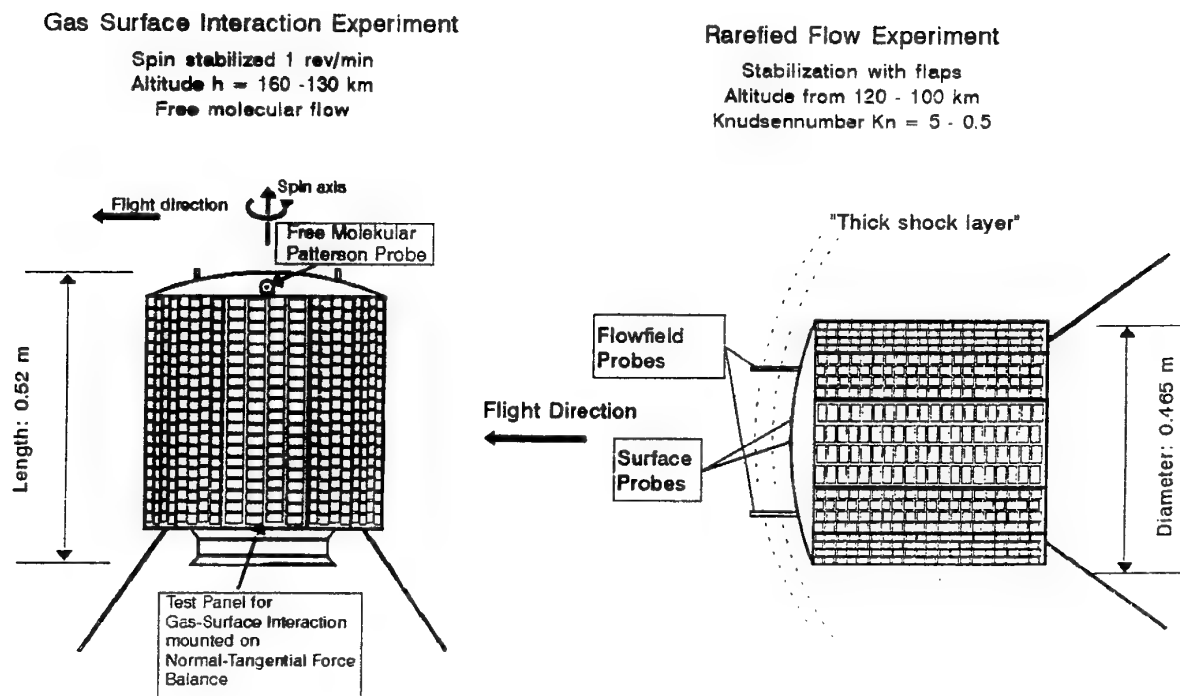 Gas Surface Interaction Experiment
Spin stabilized 1 rev/min
Altitude h = 160 -130 km
Free molecular flow
Spin axis
Flight direction
Free Molekular
Patterson Probe
Length: 0.52 m
Test Panel for
Gas-Surface Interaction
mounted on
Normal-Tangential Force
Balance
Rarefied Flow Experiment
Stabilization with flaps
Altitude from 120 - 100 km
Knudsennumber Kn = 5 - 0.5
"Thick shock layer"
Flowfield
Probes
Flight Direction
Surface
Probes
Diameter: 0.465 m